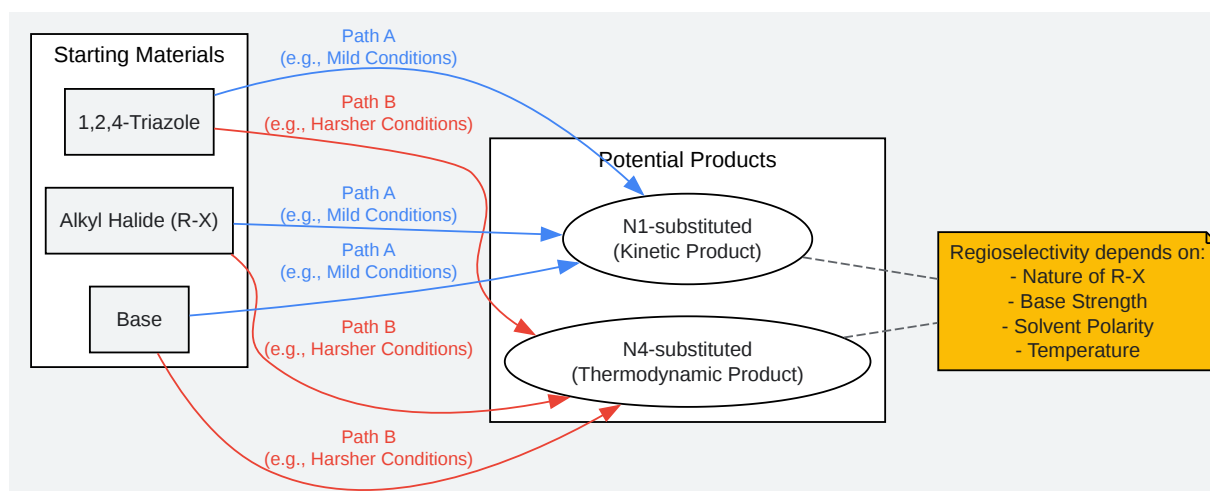 Starting Materials
1,2,4-Triazole
Alkyl Halide (R-X)
Base
Path A
(e.g., Mild Conditions)
Path B
(e.g., Harsher Conditions)
Path A
(e.g., Mild Conditions)
Path A
(e.g., Mild Conditions)
Path B
(e.g., Harsher Conditions)
Path B
(e.g., Harsher Conditions)
Potential Products
N1-substituted
(Kinetic Product)
N4-substituted
(Thermodynamic Product)
Regioselectivity depends on:
- Nature of R-X
- Base Strength
- Solvent Polarity
- Temperature